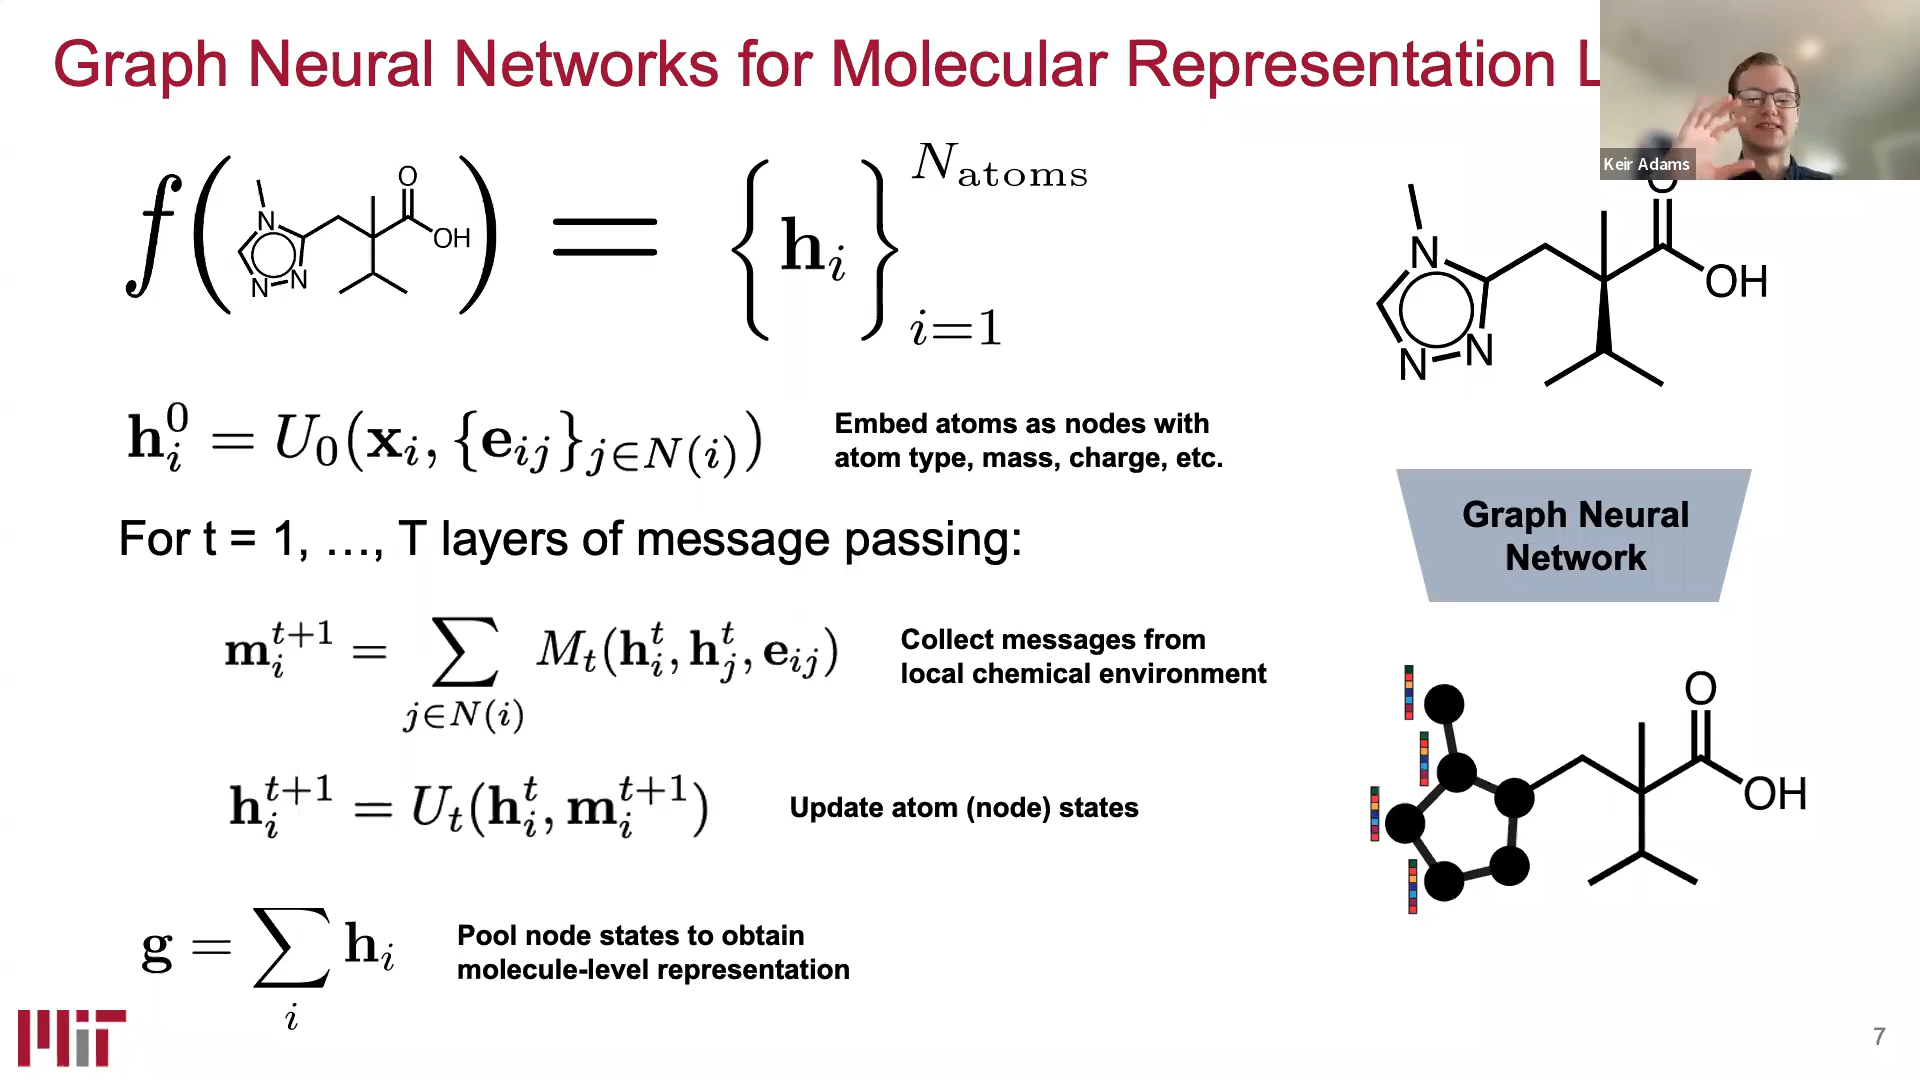 Graph Neural Networks for Molecular Representation L
Keir Adams
f( N N N O OH ) = {h_i}_{i=1}^{N_atoms}
N N N O OH
h_i^0 = U_0(x_i, {e_ij}_{j∈N(i)})
Embed atoms as nodes with
atom type, mass, charge, etc.
For t = 1, ..., T layers of message passing:
Graph Neural
Network
m_i^{t+1} = ∑_{j∈N(i)} M_t(h_i^t, h_j^t, e_ij)
Collect messages from
local chemical environment
O
OH
h_i^{t+1} = U_t(h_i^t, m_i^{t+1})
Update atom (node) states
g = ∑_i h_i
Pool node states to obtain
molecule-level representation
MIT
7